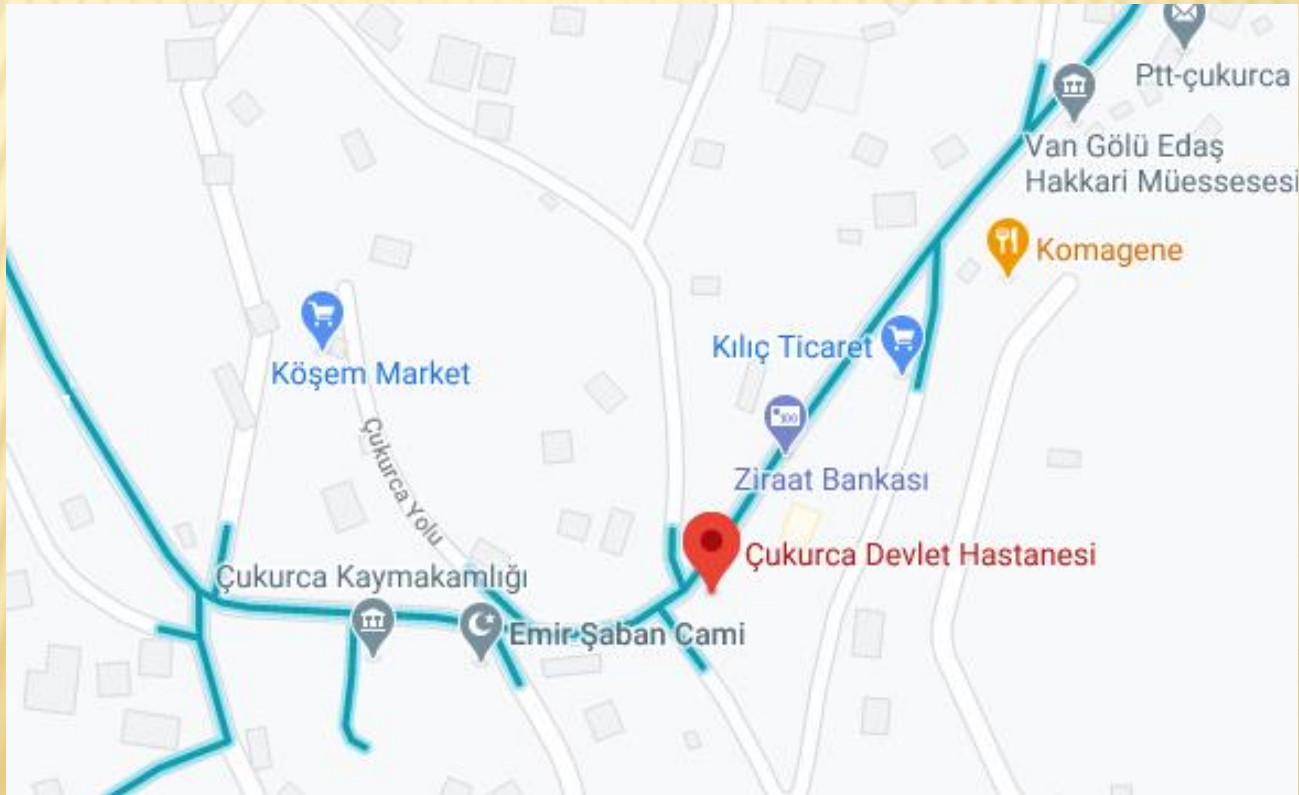 Ptt-çukurca
Van Gölü Edaş
Hakkari Müessesesi
Komagene
Kılıç Ticaret
Köşem Market
Çukurca Yolu
Ziraat Bankası
Çukurca Devlet Hastanesi
Çukurca Kaymakamlığı
Emir Şaban Cami